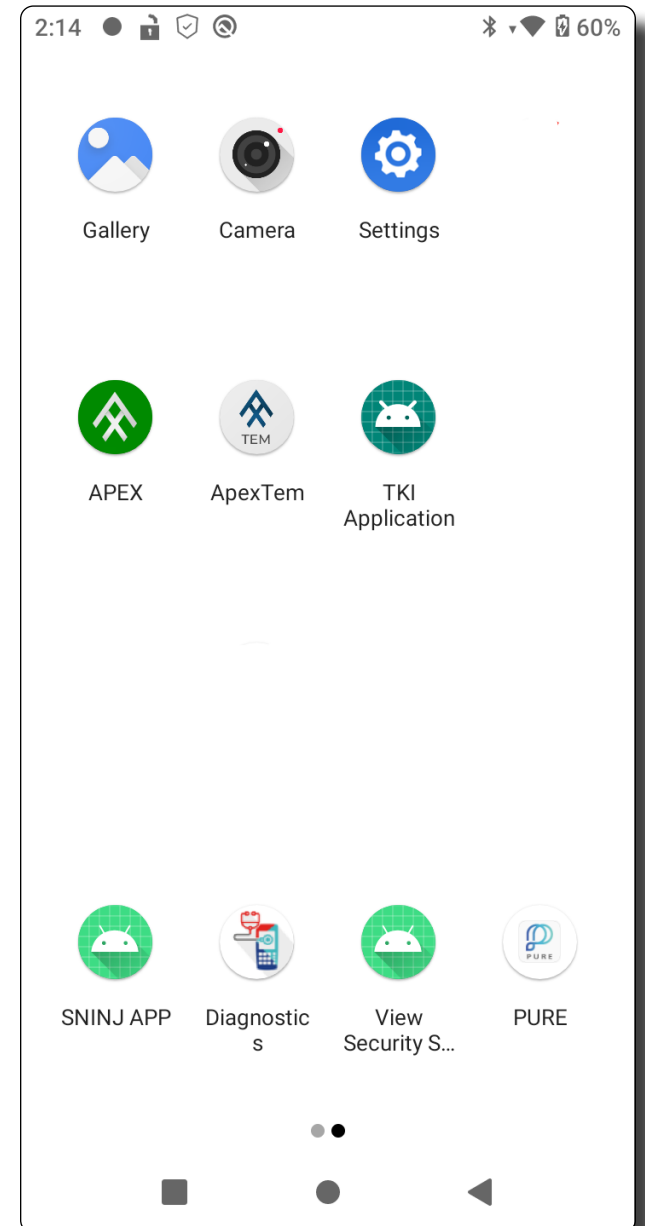 2:14
60%
Gallery
Camera
Settings
APEX
TEM
ApexTem
TKI
Application
SNINJ APP
Diagnostic
s
View
Security S...
PURE
PURE